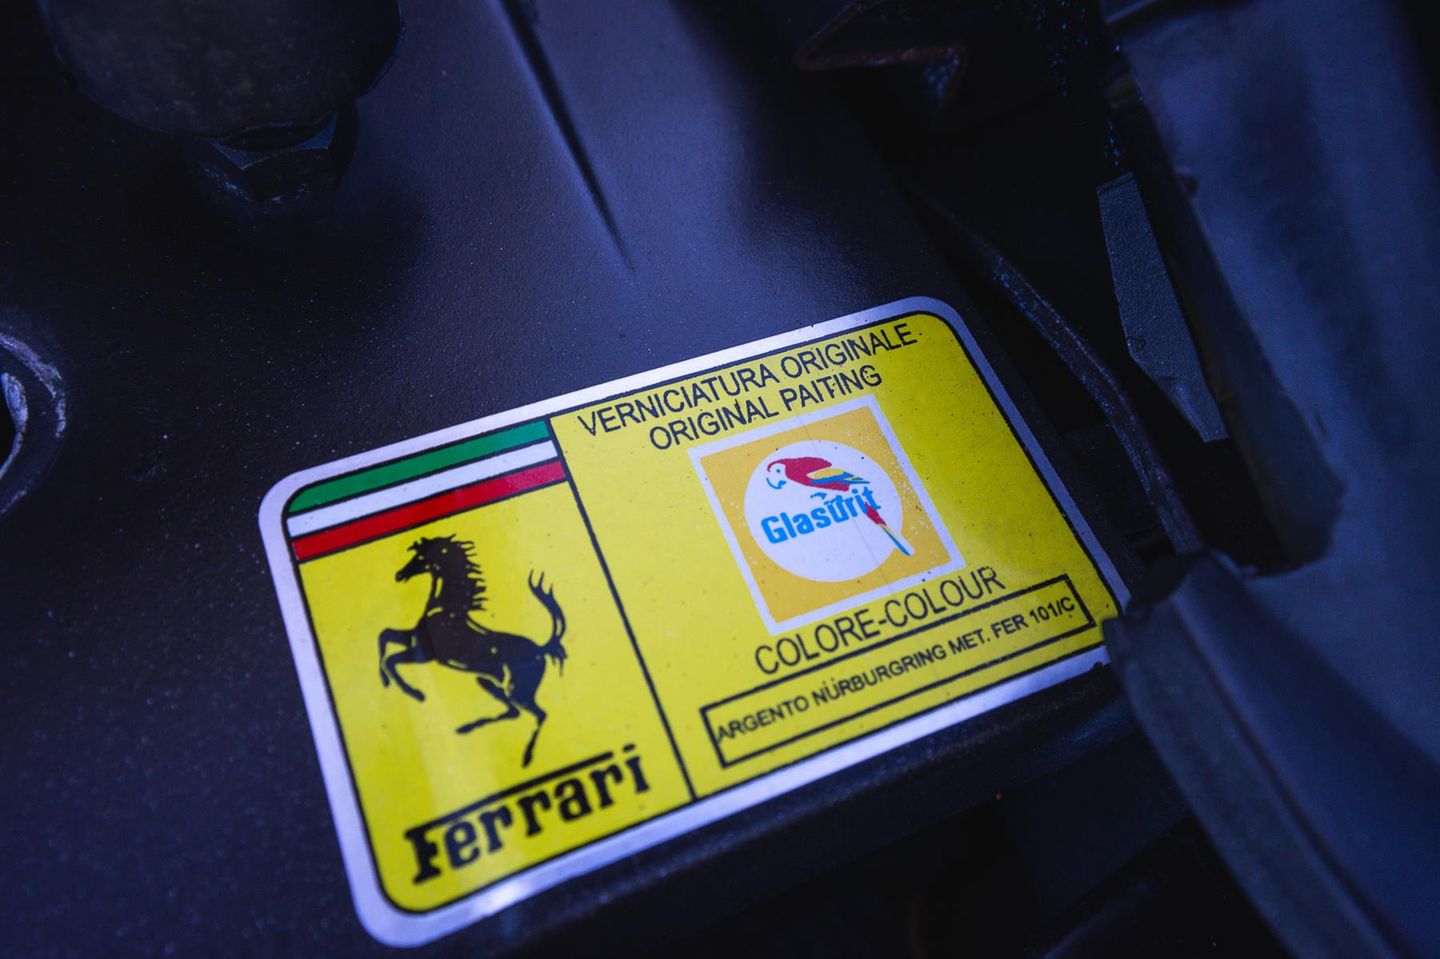 VERNICIATURA ORIGINALE
ORIGINAL PAITING
Glasurit
COLORE-COLOUR
ARGENTO NÜRBURGRING MET. FER 101/C
Ferrari